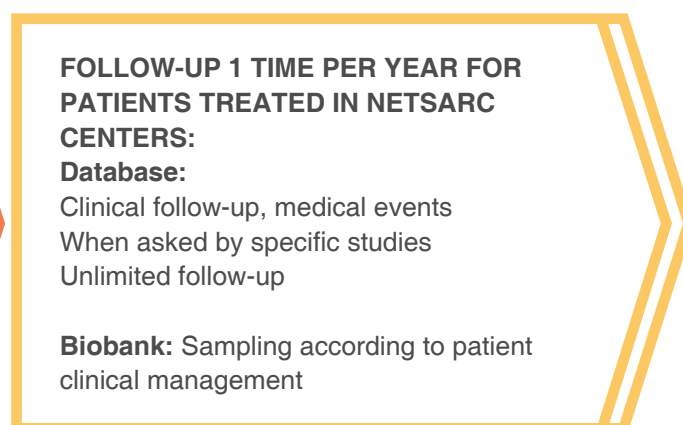 FOLLOW-UP 1 TIME PER YEAR FOR
PATIENTS TREATED IN NETSARC
CENTERS:
Database:
Clinical follow-up, medical events
When asked by specific studies
Unlimited follow-up
Biobank: Sampling according to patient
clinical management